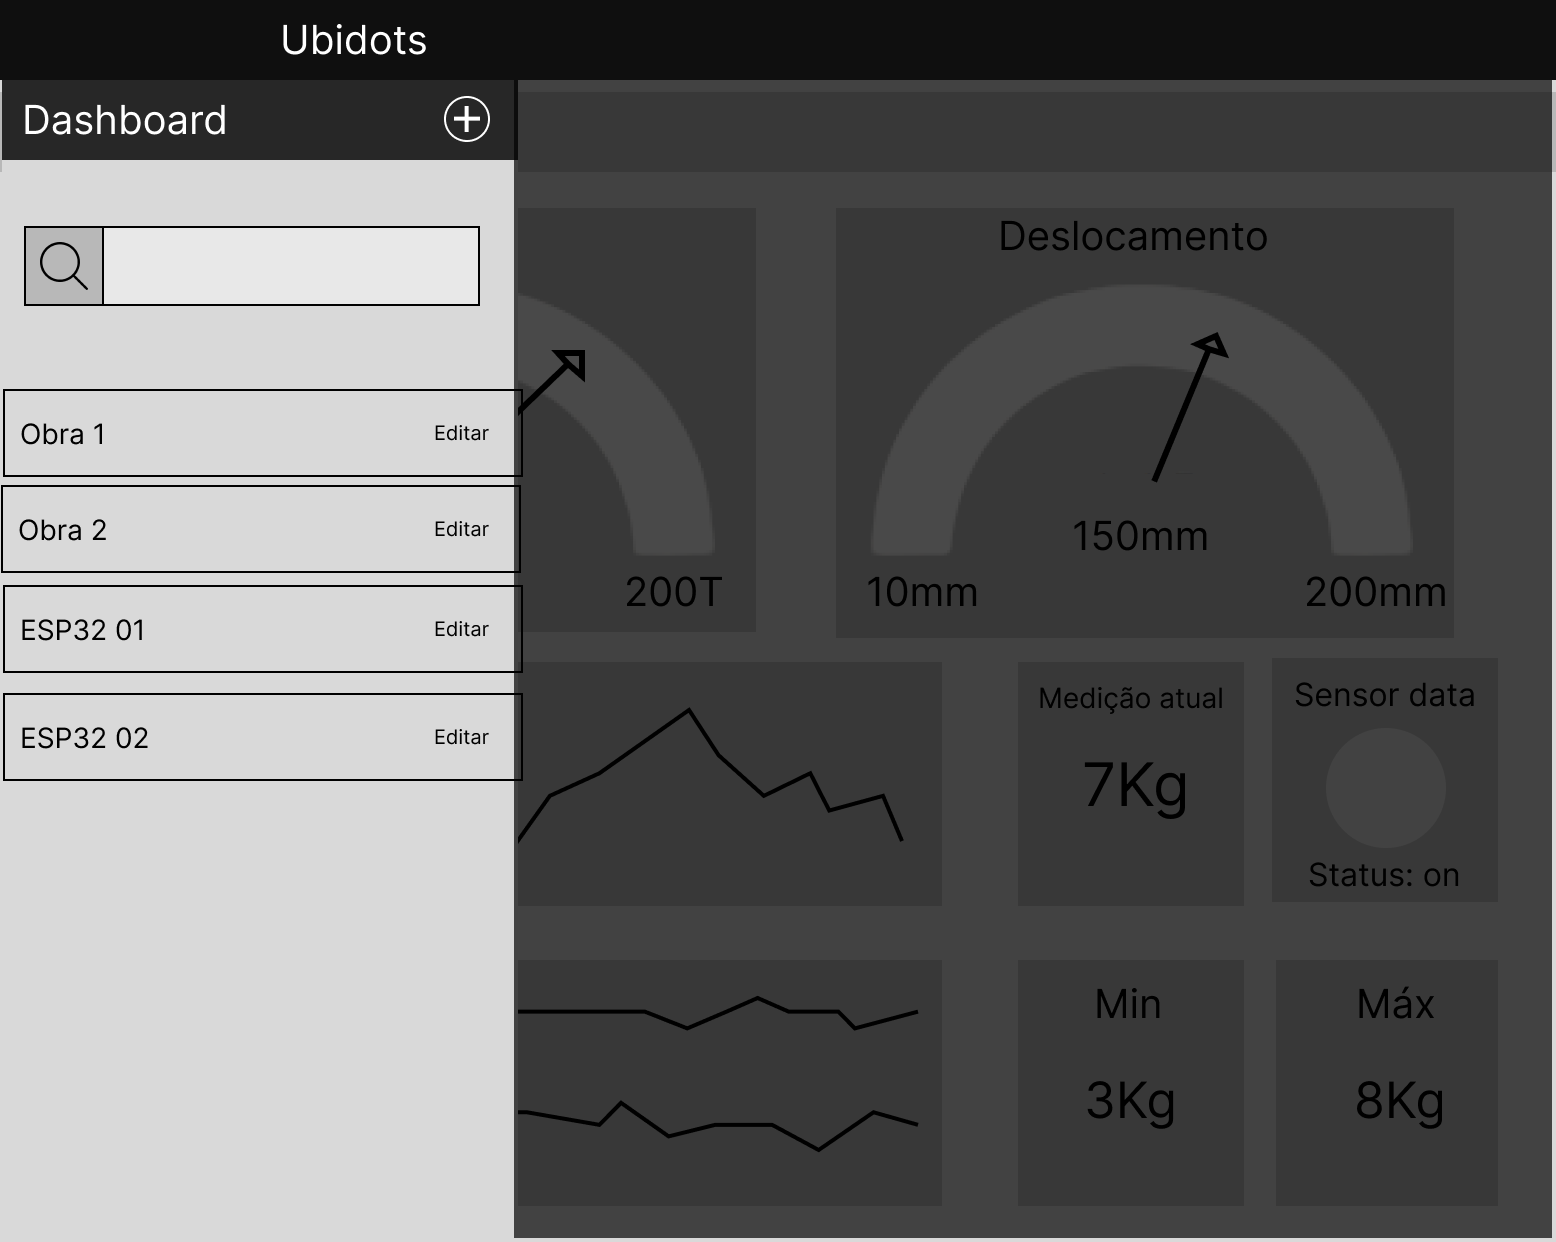 Ubidots
Dashboard
Obra 1 Editar
Obra 2 Editar
ESP32 01 Editar
ESP32 02 Editar
200T
Deslocamento
150mm
10mm 200mm
Medição atual
7Kg
Sensor data
Status: on
Min
3Kg
Máx
8Kg